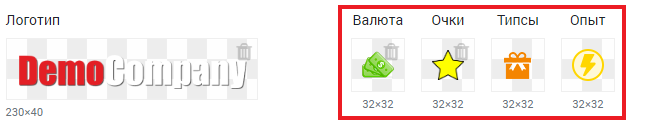 Логотип
Валюта Очки Типсы Опыт
DemoCompany
230×40
32×32 32×32 32×32 32×32